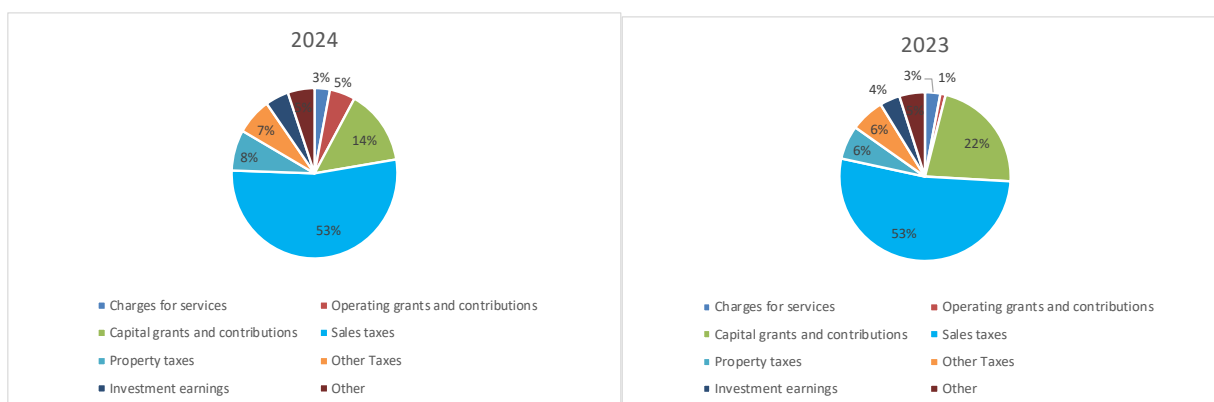 2024
3%
5%
14%
53%
8%
7%
Charges for services
Operating grants and contributions
Capital grants and contributions
Sales taxes
Property taxes
Other Taxes
Investment earnings
Other
2023
3%
1%
22%
53%
6%
6%
4%
Charges for services
Operating grants and contributions
Capital grants and contributions
Sales taxes
Property taxes
Other Taxes
Investment earnings
Other